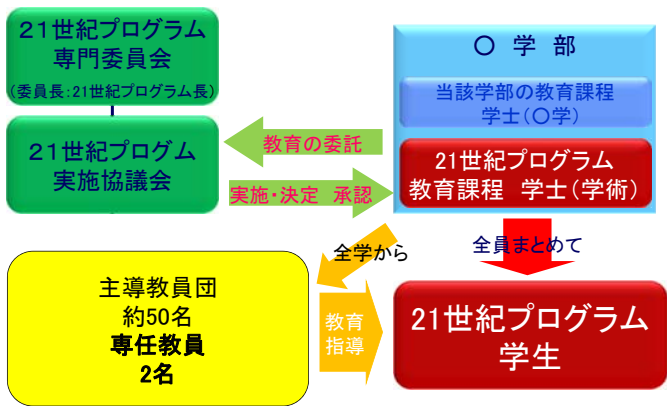 21世紀プログラム
専門委員会
(委員長:21世紀プログラム長)
21世紀プログム
実施協議会
教育の委託
実施・決定 承認
〇 学 部
当該学部の教育課程
学士(〇学)
21世紀プログラム
教育課程 学士(学術)
全学から
全員まとめて
主導教員団
約50名
専任教員
2名
教育
指導
21世紀プログラム
学生